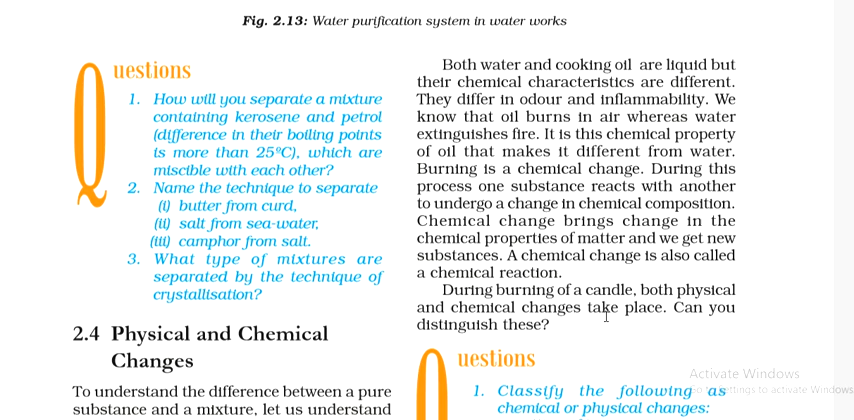 Fig. 2.13: Water purification system in water works
Questions
1. How will you separate a mixture
containing kerosene and petrol
(difference in their boiling points
is more than 25ºC), which are
miscible with each other?
2. Name the technique to separate
(i) butter from curd,
(ii) salt from sea-water,
(iii) camphor from salt.
3. What type of mixtures are
separated by the technique of
crystallisation?
2.4 Physical and Chemical
Changes
To understand the difference between a pure
substance and a mixture, let us understand
Both water and cooking oil are liquid but
their chemical characteristics are different.
They differ in odour and inflammability. We
know that oil burns in air whereas water
extinguishes fire. It is this chemical property
of oil that makes it different from water.
Burning is a chemical change. During this
process one substance reacts with another
to undergo a change in chemical composition.
Chemical change brings change in the
chemical properties of matter and we get new
substances. A chemical change is also called
a chemical reaction.
During burning of a candle, both physical
and chemical changes take place. Can you
distinguish these?
Questions
1. Classify the following as
chemical or physical changes:
Activate Windows
Go to Settings to activate Windows